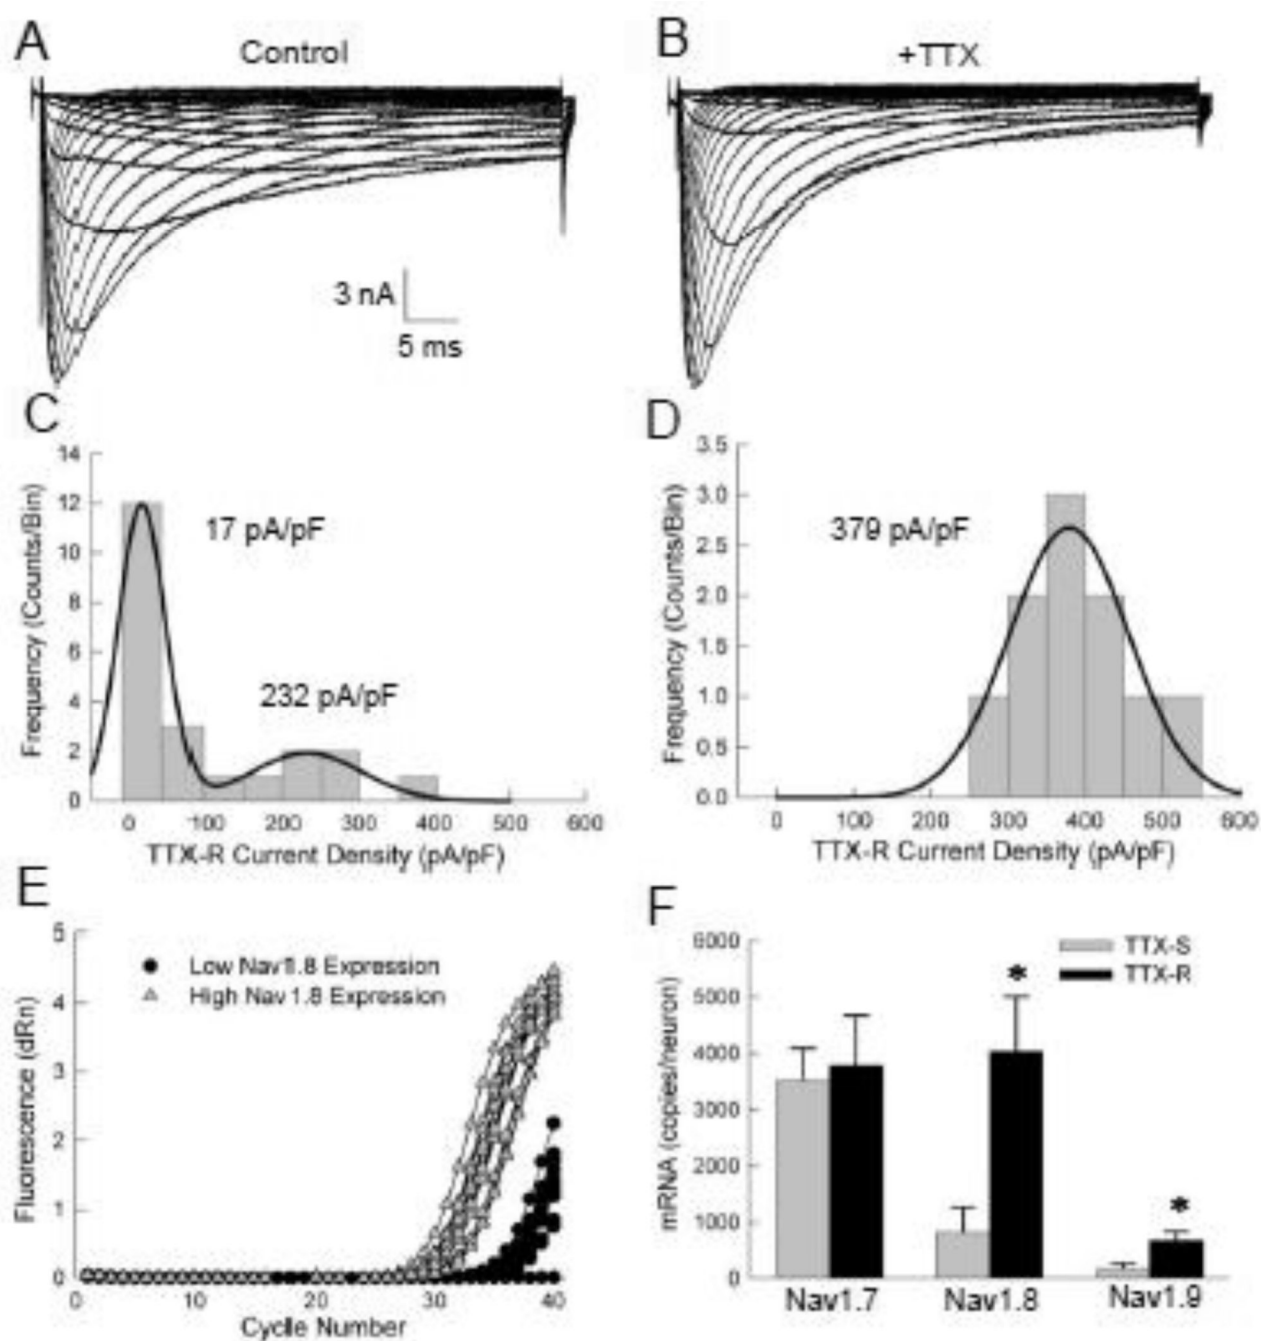 A
Control
B
+TTX
3 nA
5 ms
C
14
12
10
8
6
4
2
0
Frequency (Counts/Bin)
17 pA/pF
232 pA/pF
0 100 200 300 400 500 600
TTX-R Current Density (pA/pF)
D
3.5
3.0
2.5
2.0
1.5
1.0
0.5
0.0
Frequency (Counts/Bin)
379 pA/pF
0 100 200 300 400 500 600
TTX-R Current Density (pA/pF)
E
5
4
3
2
1
0
Fluorescence (dRn)
Low Nav1.8 Expression
High Nav1.8 Expression
0 10 20 30 40
Cycle Number
F
6000
5000
4000
3000
2000
1000
0
mRNA (copies/neuron)
TTX-S
TTX-R
*
*
Nav1.7 Nav1.8 Nav1.9